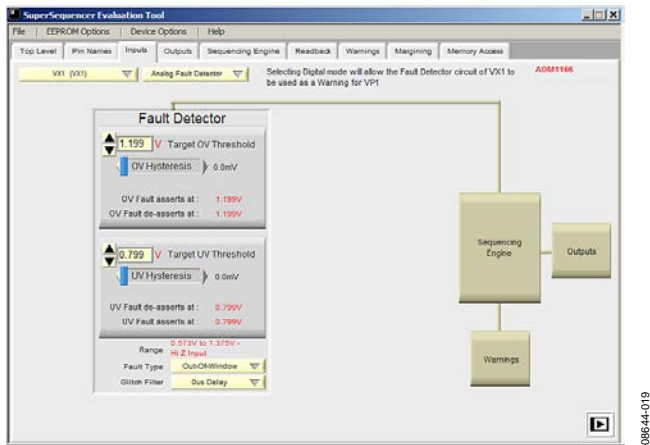 SuperSequencer Evaluation Tool
File EEPROM Options Device Options Help
Top Level Pin Names Inputs Outputs Sequencing Engine Readback Warnings Margining Memory Access
VX1 (VX1) Analog Fault Detector Selecting Digital mode will allow the Fault Detector circuit of VX1 to
be used as a Warning for VP1
ADM1166
Fault Detector
1.199 V Target OV Threshold
OV Hysteresis 0.0mV
OV Fault asserts at : 1.199V
OV Fault de-asserts at : 1.199V
0.799 V Target UV Threshold
UV Hysteresis 0.0mV
UV Fault de-asserts at : 0.799V
UV Fault asserts at : 0.799V
Range 0.573V to 1.375V -
Hi Z Input
Fault Type Out-Of-Window
Glitch Filter 0us Delay
Sequencing
Engine
Outputs
Warnings
08644-019